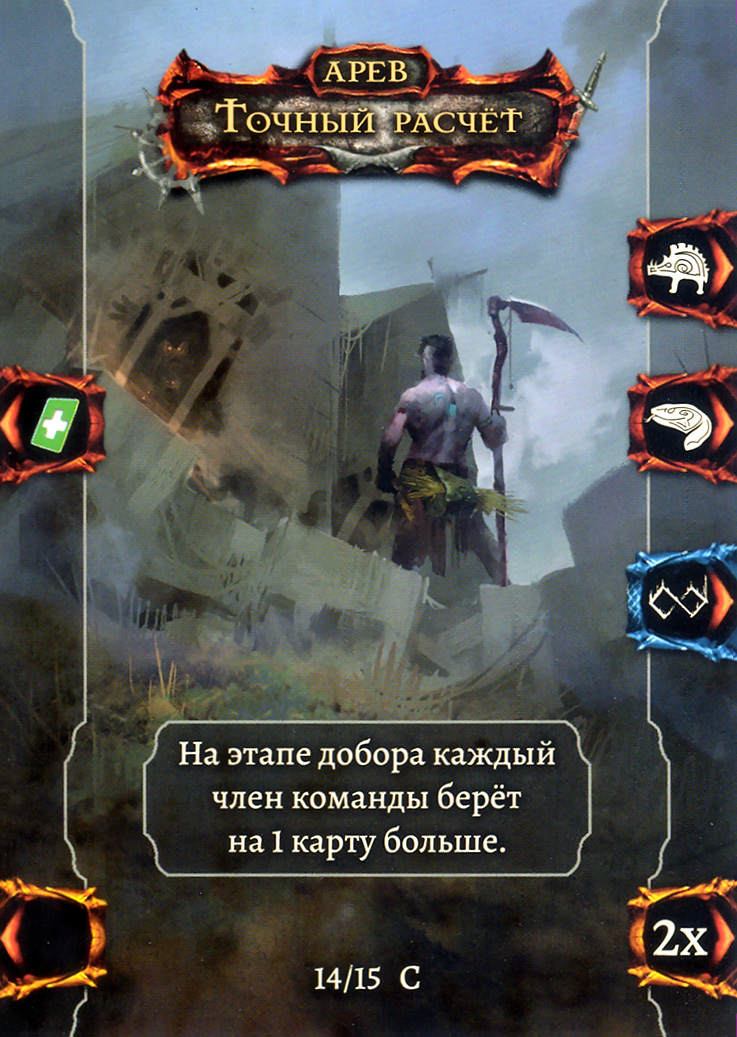 АРЕВ
Точный расчёт
На этапе добора каждый
член команды берёт
на 1 карту больше.
2x
14/15 С